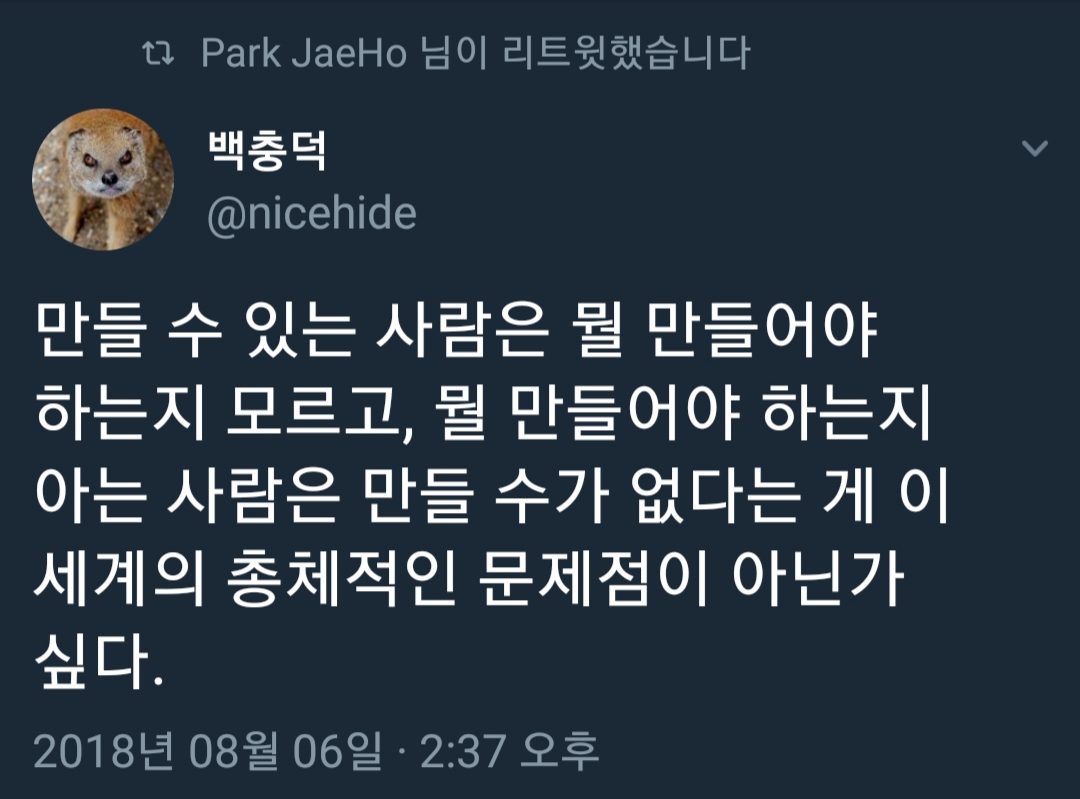 Park JaeHo 님이 리트윗했습니다
백충덕
@nicehide
만들 수 있는 사람은 뭘 만들어야
하는지 모르고, 뭘 만들어야 하는지
아는 사람은 만들 수가 없다는 게 이
세계의 총체적인 문제점이 아닌가
싶다.
2018년 08월 06일 · 2:37 오후